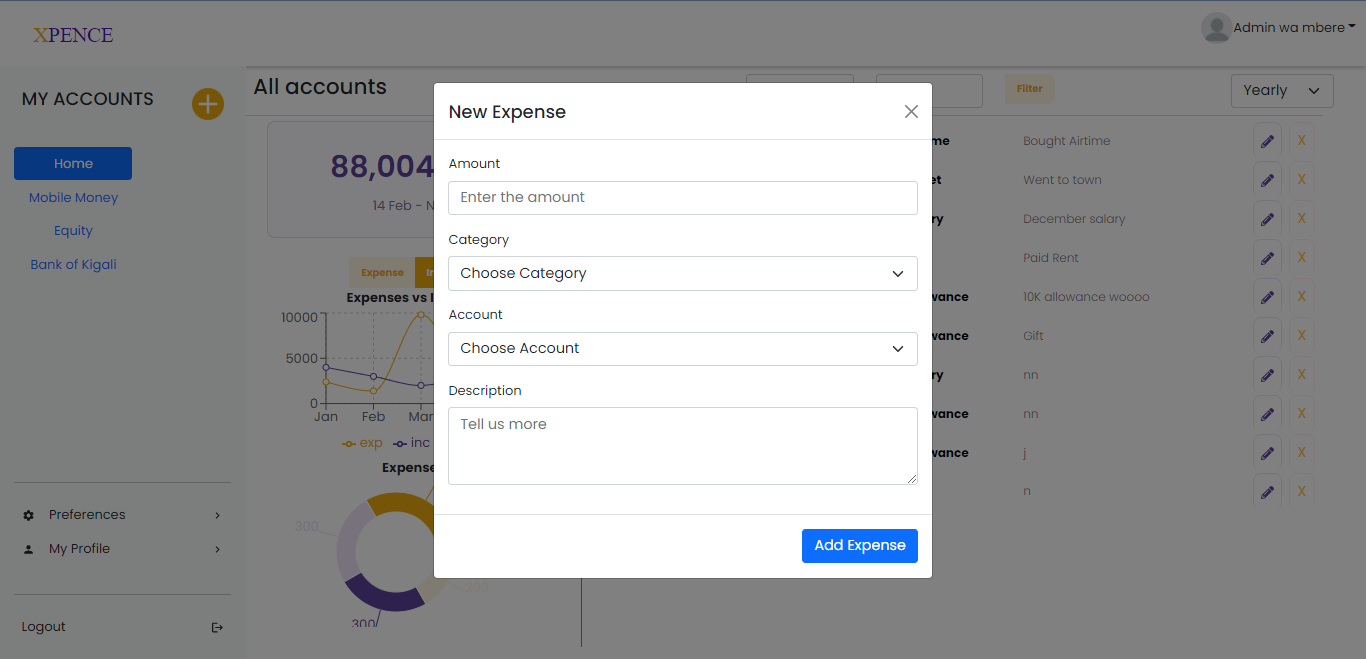 XPENCE
Admin wa mbere
MY ACCOUNTS
All accounts
Filter
Yearly
Home
Mobile Money
Equity
Bank of Kigali
Preferences
My Profile
Logout
88,004
14 Feb - N
Expense
In
Expenses vs I
10000
5000
0
Jan Feb Mar
exp inc
Expense
300
200
300
New Expense
Amount
Enter the amount
Category
Choose Category
Account
Choose Account
Description
Tell us more
Add Expense
me Bought Airtime X
et Went to town X
ry December salary X
Paid Rent X
wance 10K allowance woooo X
wance Gift X
ry nn X
wance nn X
wance j X
n X